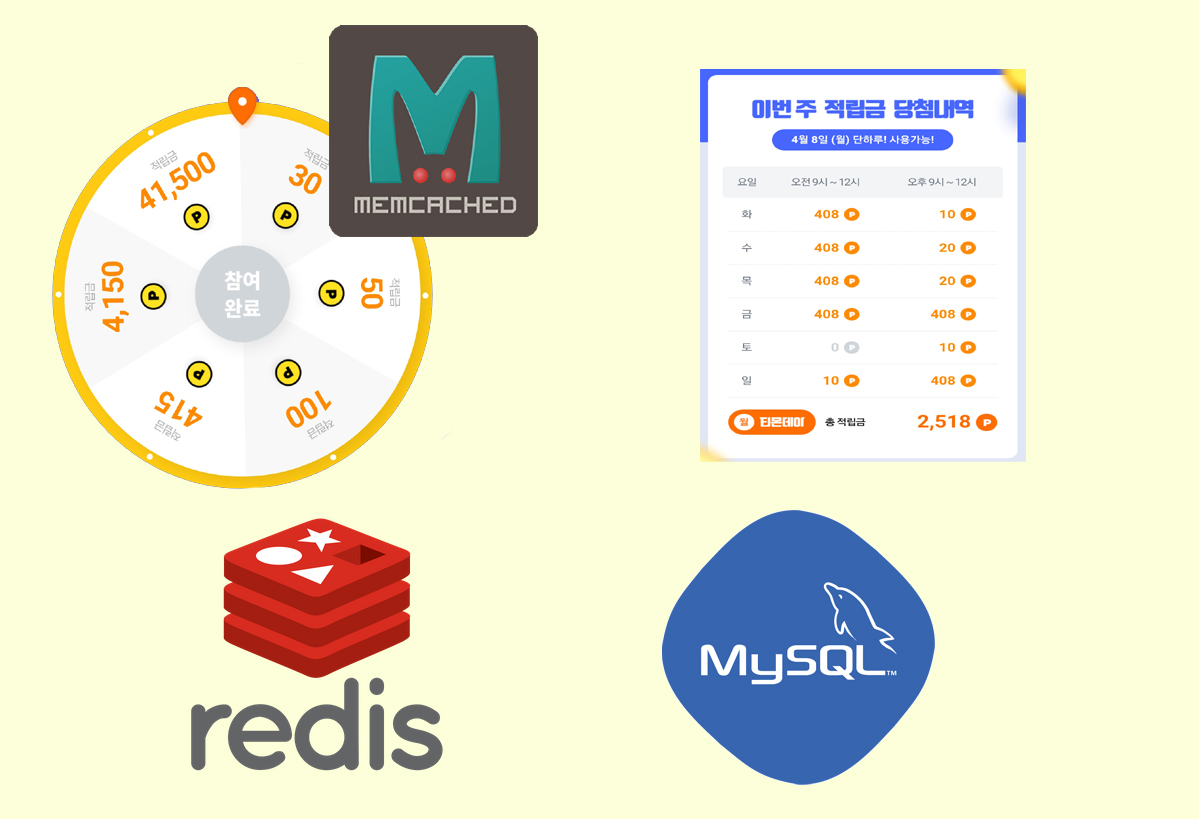 적립금
41,500
P
적립금
30
P
MEMCACHED
적립금
4,150
P
참여
완료
P
50
적립금
P
415
적립금
P
100
적립금
이번 주 적립금 당첨내역
4월 8일 (월) 단하루! 사용가능!
요일 오전 9시 ~ 12시 오후 9시 ~ 12시
화 408 P 10 P
수 408 P 20 P
목 408 P 20 P
금 408 P 408 P
토 0 P 10 P
일 10 P 408 P
월 티몬데이 총 적립금 2,518 P
redis
MySQL™